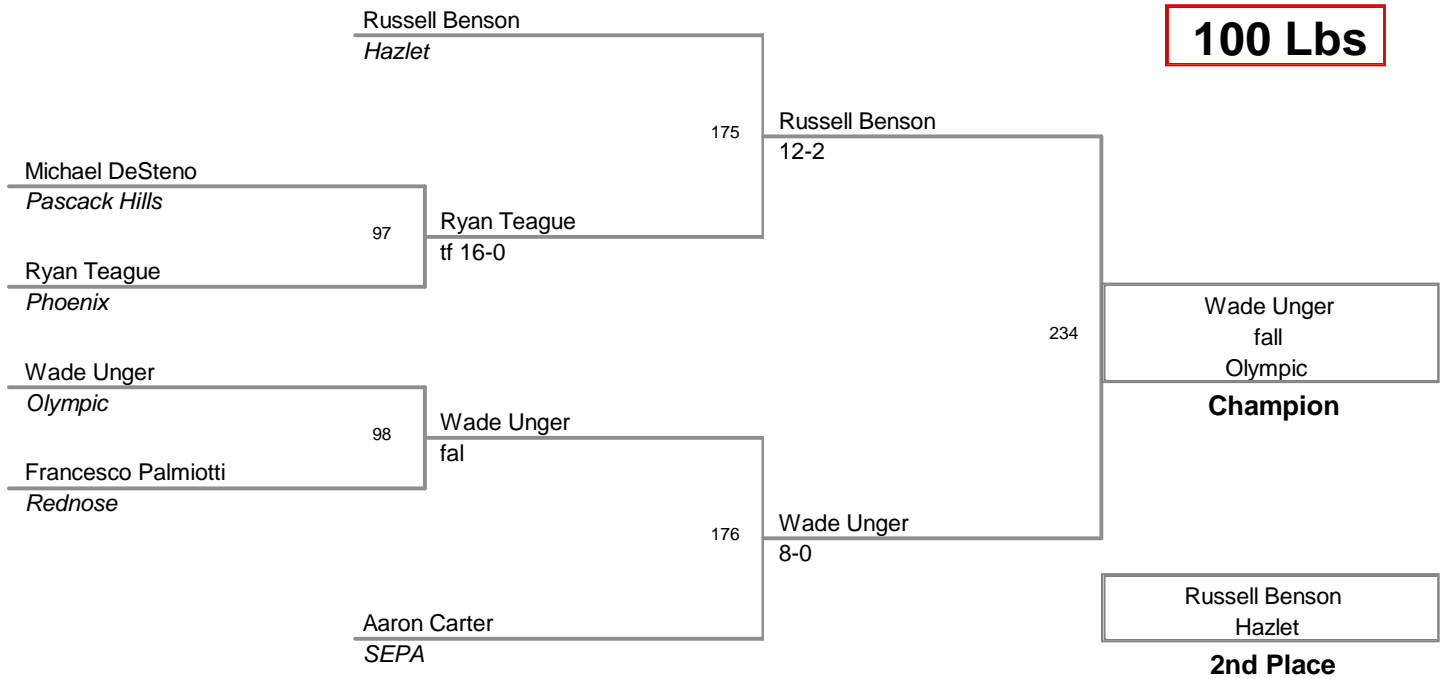 Russell Benson
Hazlet
100 Lbs
175
Russell Benson
12-2
Michael DeSteno
Pascack Hills
97
Ryan Teague
tf 16-0
Ryan Teague
Phoenix
234
Wade Unger
fall
Olympic
Champion
Wade Unger
Olympic
98
Wade Unger
fal
Francesco Palmiotti
Rednose
176
Wade Unger
8-0
Aaron Carter
SEPA
Russell Benson
Hazlet
2nd Place